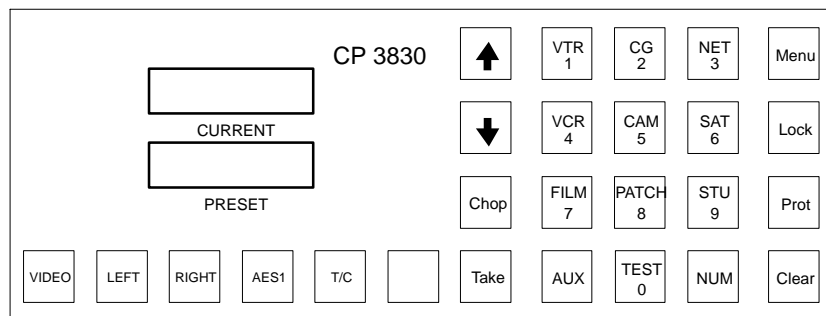 CP 3830
CURRENT
PRESET
VTR
1
CG
2
NET
3
Menu
VCR
4
CAM
5
SAT
6
Lock
Chop
FILM
7
PATCH
8
STU
9
Prot
VIDEO
LEFT
RIGHT
AES1
T/C
Take
AUX
TEST
0
NUM
Clear